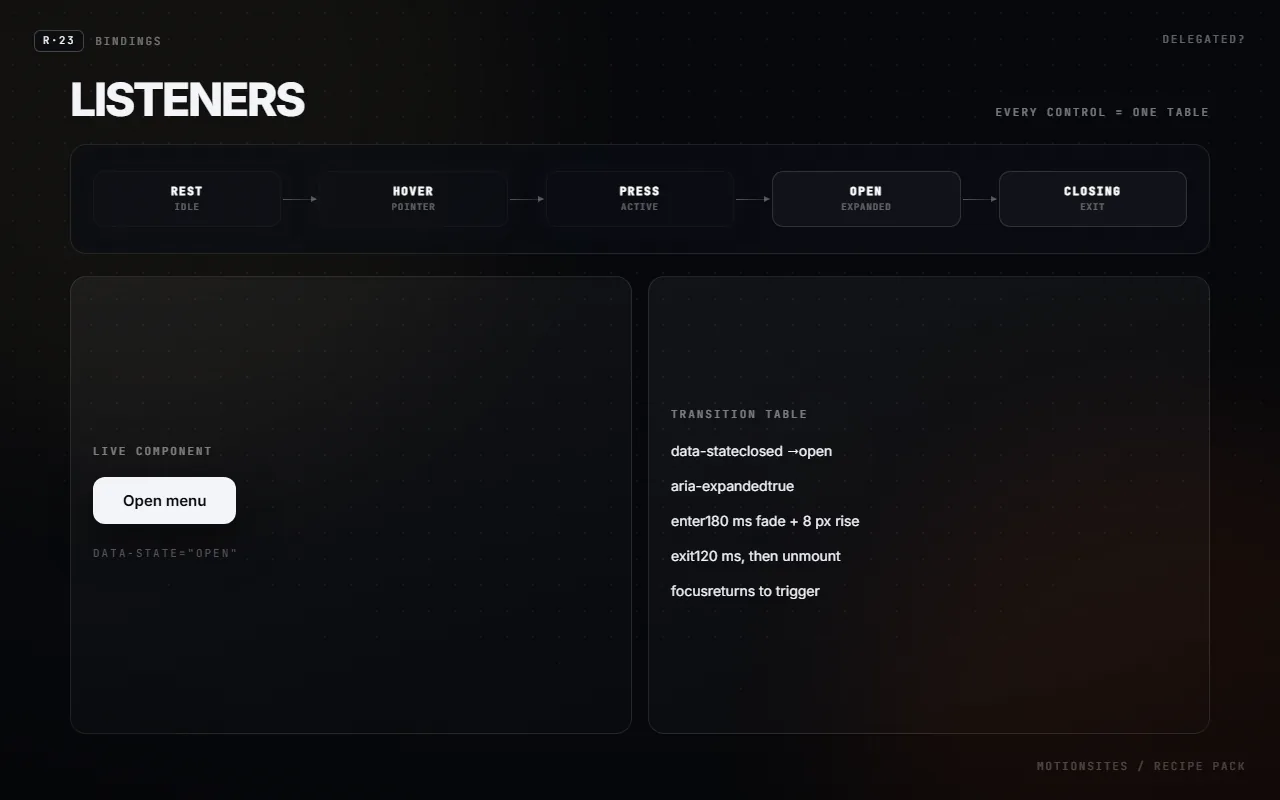 R·23 BINDINGS
DELEGATED?
LISTENERS
EVERY CONTROL = ONE TABLE
REST
IDLE
HOVER
POINTER
PRESS
ACTIVE
OPEN
EXPANDED
CLOSING
EXIT
LIVE COMPONENT
Open menu
DATA-STATE="OPEN"
TRANSITION TABLE
data-stateclosed →open
aria-expandedtrue
enter180 ms fade + 8 px rise
exit120 ms, then unmount
focusreturns to trigger
MOTIONSITES / RECIPE PACK